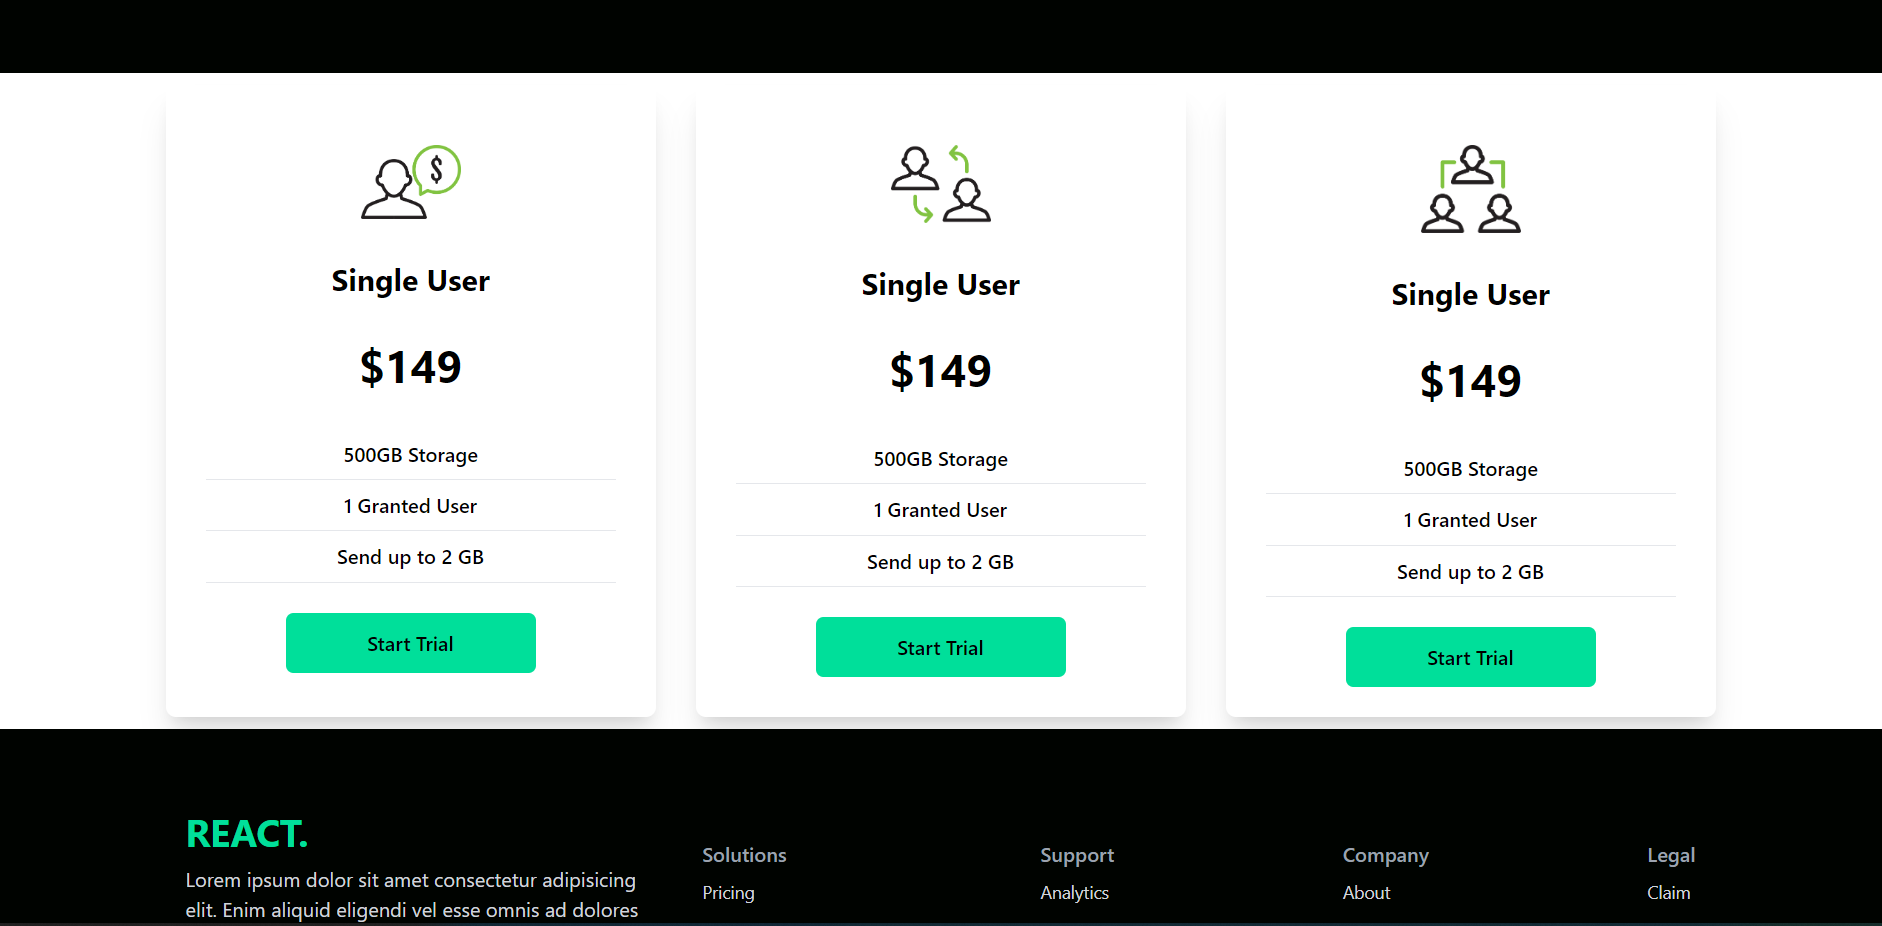 $
Single User
$149
500GB Storage
1 Granted User
Send up to 2 GB
Start Trial
Single User
$149
500GB Storage
1 Granted User
Send up to 2 GB
Start Trial
Single User
$149
500GB Storage
1 Granted User
Send up to 2 GB
Start Trial
REACT.
Lorem ipsum dolor sit amet consectetur adipisicing
elit. Enim aliquid eligendi vel esse omnis ad dolores
Solutions
Pricing
Support
Analytics
Company
About
Legal
Claim